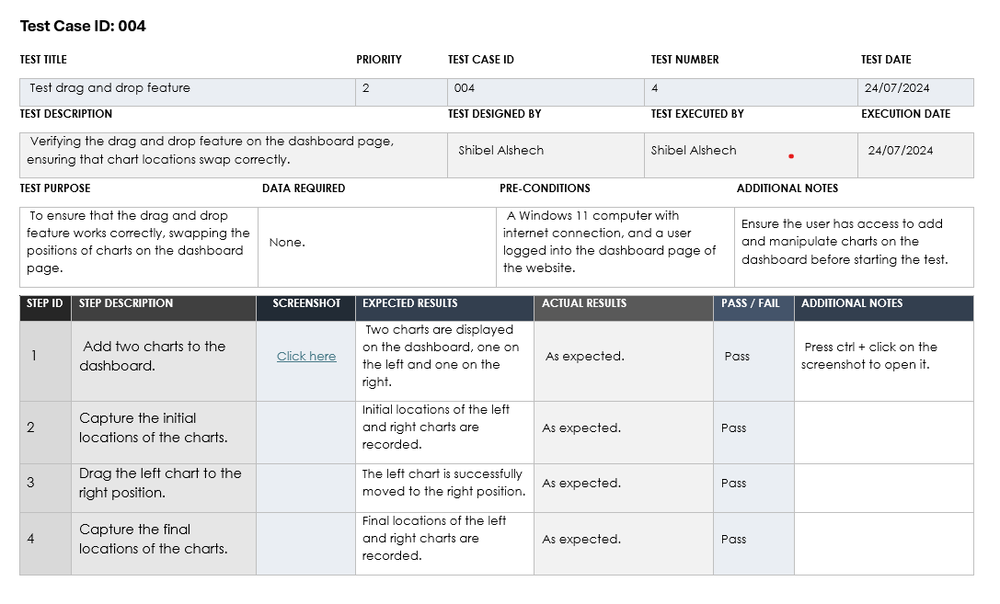 Test Case ID: 004
TEST TITLE PRIORITY TEST CASE ID TEST NUMBER TEST DATE
Test drag and drop feature 2 004 4 24/07/2024
TEST DESCRIPTION TEST DESIGNED BY TEST EXECUTED BY EXECUTION DATE
Verifying the drag and drop feature on the dashboard page,
ensuring that chart locations swap correctly.
Shibel Alshech
Shibel Alshech
24/07/2024
TEST PURPOSE DATA REQUIRED PRE-CONDITIONS ADDITIONAL NOTES
To ensure that the drag and drop
feature works correctly, swapping the
positions of charts on the dashboard
page.
None.
A Windows 11 computer with
internet connection, and a user
logged into the dashboard page of
the website.
Ensure the user has access to add
and manipulate charts on the
dashboard before starting the test.
STEP ID STEP DESCRIPTION SCREENSHOT EXPECTED RESULTS ACTUAL RESULTS PASS / FAIL ADDITIONAL NOTES
1
Add two charts to the
dashboard.
Click here
Two charts are displayed
on the dashboard, one on
the left and one on the
right.
As expected.
Pass
Press ctrl + click on the
screenshot to open it.
2
Capture the initial
locations of the charts.
Initial locations of the left
and right charts are
recorded.
As expected.
Pass
3
Drag the left chart to the
right position.
The left chart is successfully
moved to the right position.
As expected.
Pass
4
Capture the final
locations of the charts.
Final locations of the left
and right charts are
recorded.
As expected.
Pass